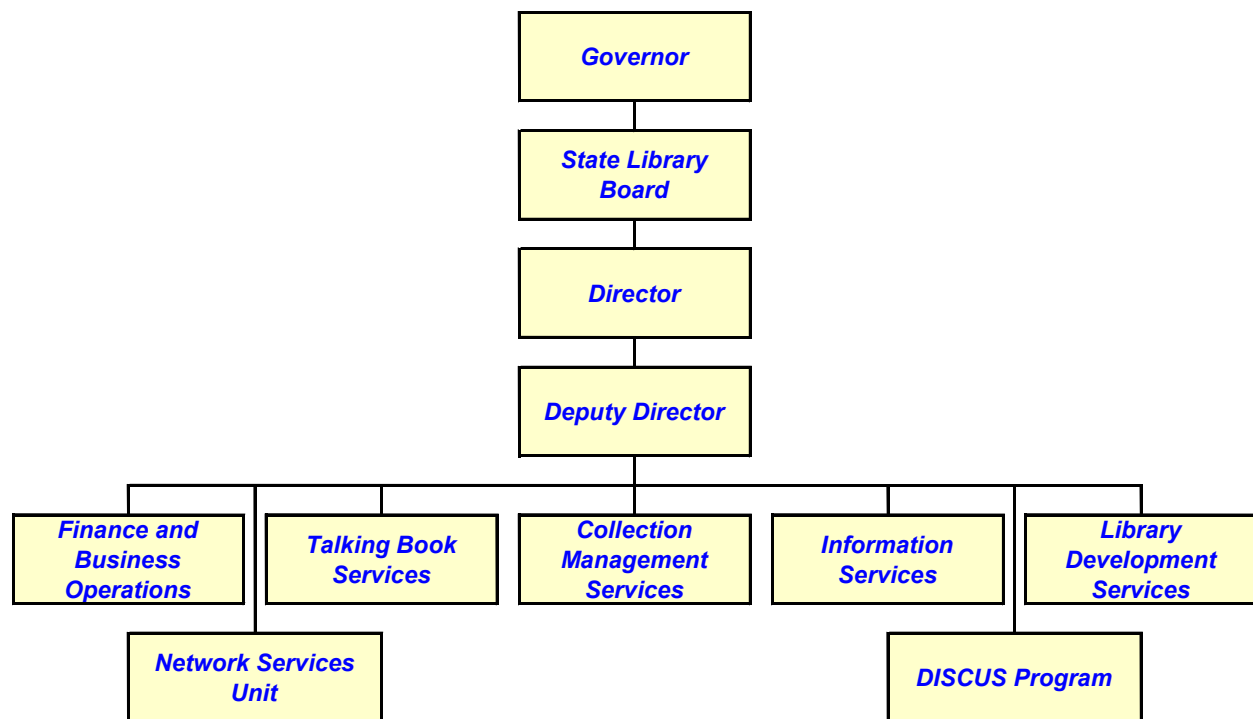 Governor
State Library
Board
Director
Deputy Director
Finance and
Business
Operations
Talking Book
Services
Collection
Management
Services
Information
Services
Library
Development
Services
Network Services
Unit
DISCUS Program